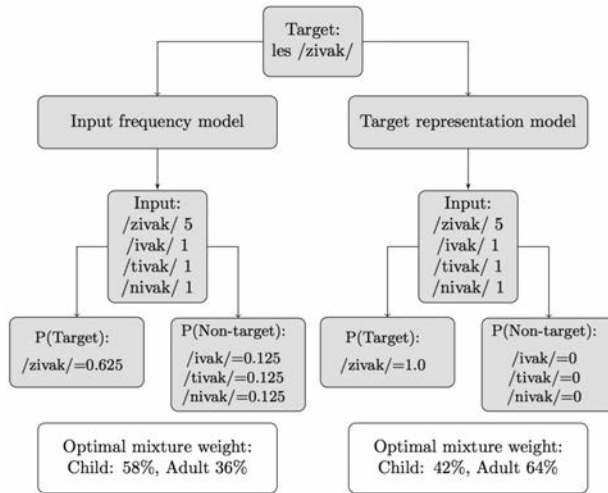 Target:
les /zivak/
Input frequency model
Target representation model
Input:
/zivak/ 5
/ivak/ 1
/tivak/ 1
/nivak/ 1
Input:
/zivak/ 5
/ivak/ 1
/tivak/ 1
/nivak/ 1
P(Target):
/zivak/=0.625
P(Non-target):
/ivak/=0.125
/tivak/=0.125
/nivak/=0.125
P(Target):
/zivak/=1.0
P(Non-target):
/ivak/=0
/tivak/=0
/nivak/=0
Optimal mixture weight:
Child: 58%, Adult 36%
Optimal mixture weight:
Child: 42%, Adult 64%